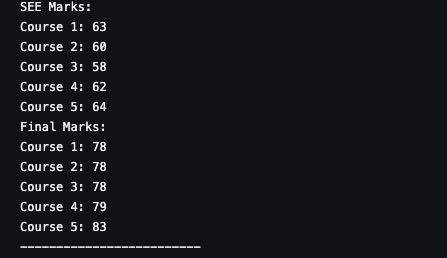 SEE Marks:
Course 1: 63
Course 2: 60
Course 3: 58
Course 4: 62
Course 5: 64
Final Marks:
Course 1: 78
Course 2: 78
Course 3: 78
Course 4: 79
Course 5: 83
-------------------------